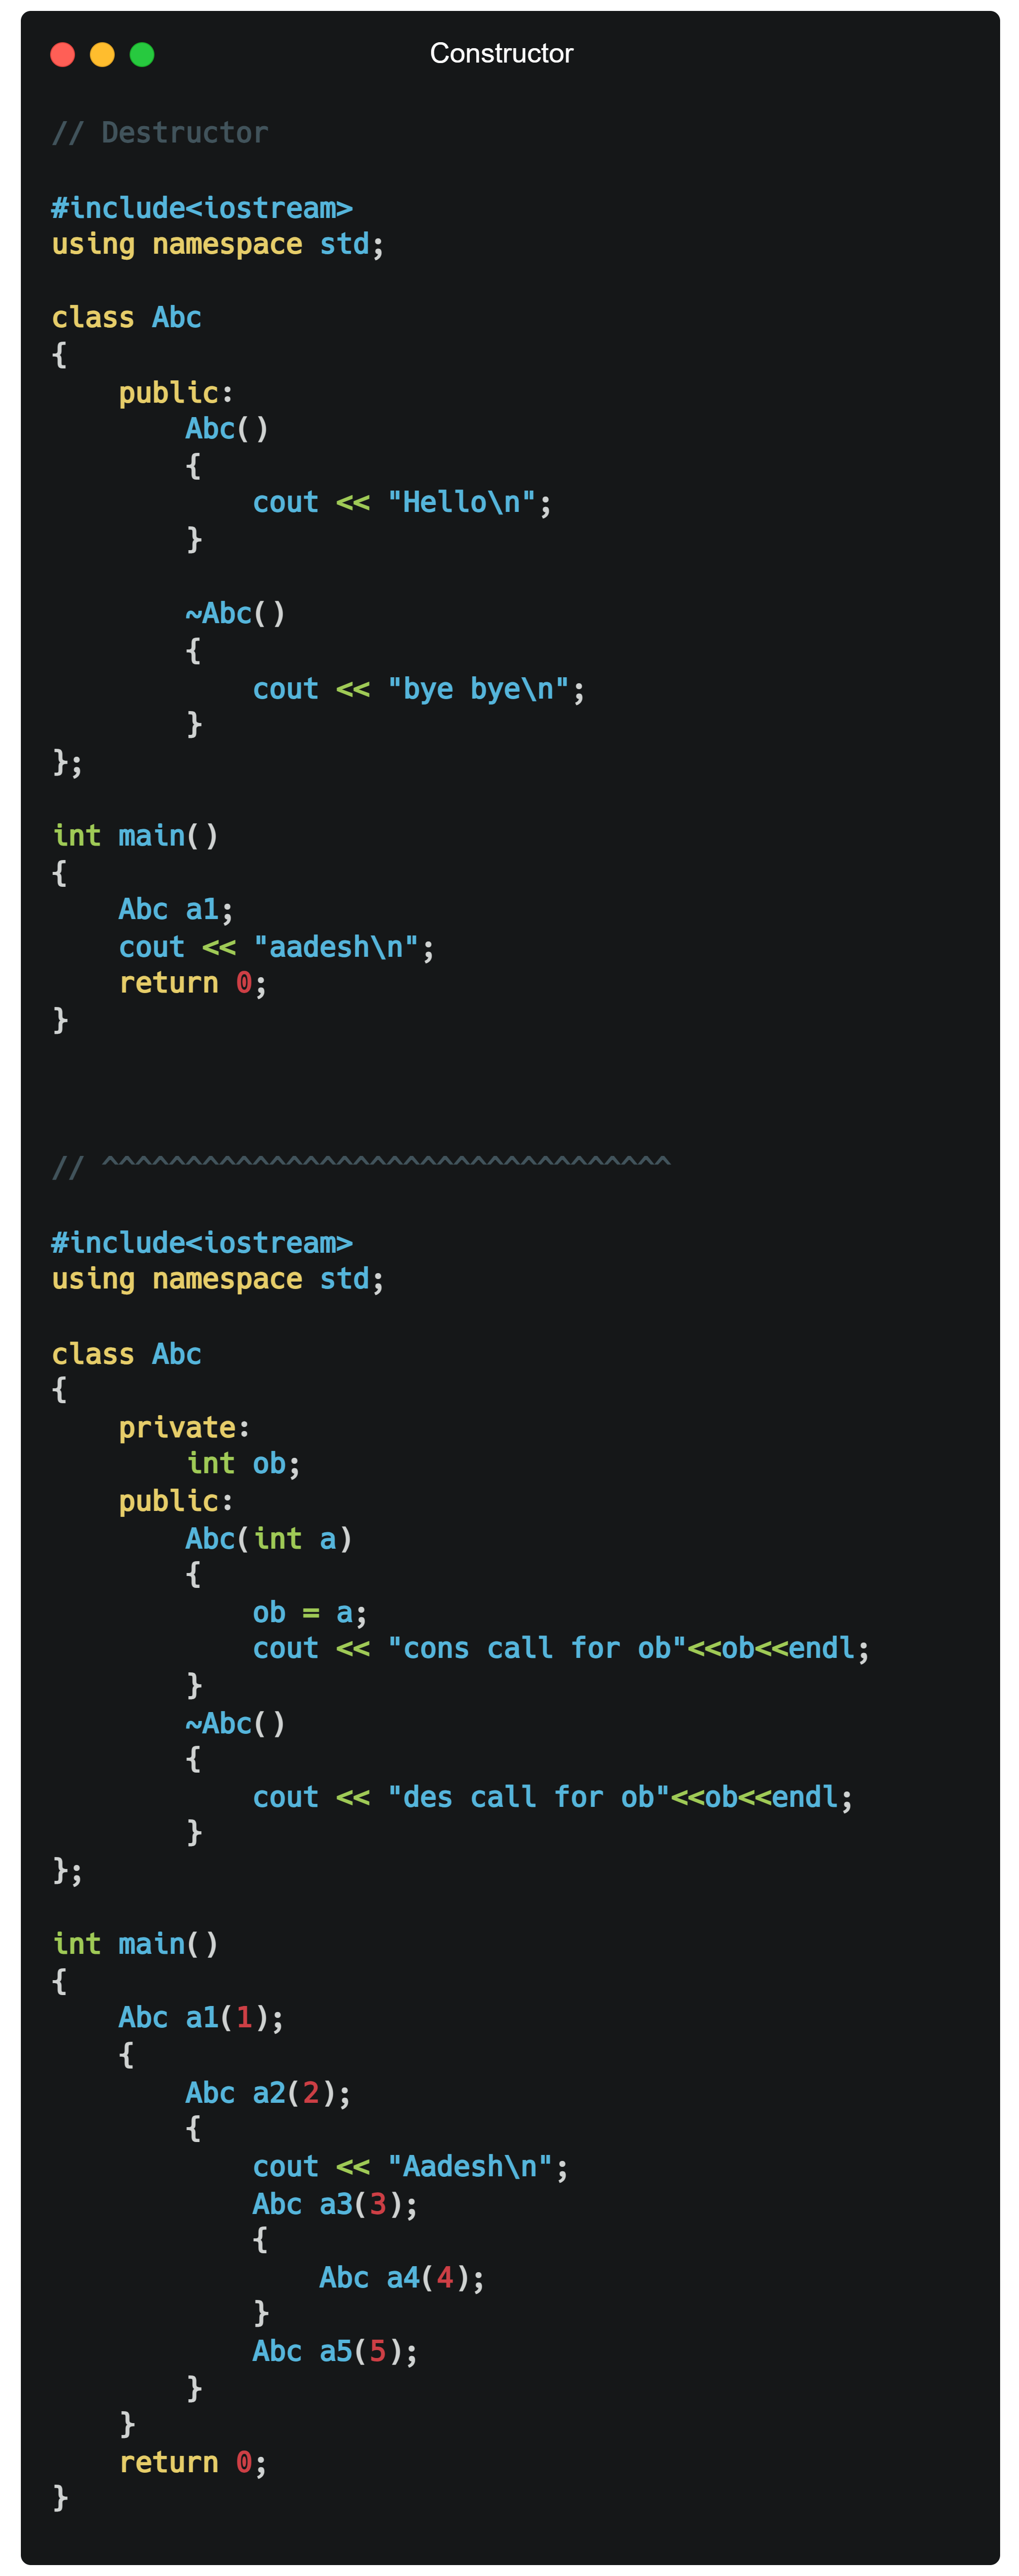 Constructor
// Destructor
#include<iostream>
using namespace std;
class Abc
{
    public:
        Abc()
        {
            cout << "Hello\n";
        }
        ~Abc()
        {
            cout << "bye bye\n";
        }
};
int main()
{
    Abc a1;
    cout << "aadesh\n";
    return 0;
}
// ^^^^^^^^^^^^^^^^^^^^^^^^^^^^^^^^^^
#include<iostream>
using namespace std;
class Abc
{
    private:
        int ob;
    public:
        Abc(int a)
        {
            ob = a;
            cout << "cons call for ob"<<ob<<endl;
        }
        ~Abc()
        {
            cout << "des call for ob"<<ob<<endl;
        }
};
int main()
{
    Abc a1(1);
    {
        Abc a2(2);
        {
            cout << "Aadesh\n";
            Abc a3(3);
            {
                Abc a4(4);
            }
            Abc a5(5);
        }
    }
    return 0;
}